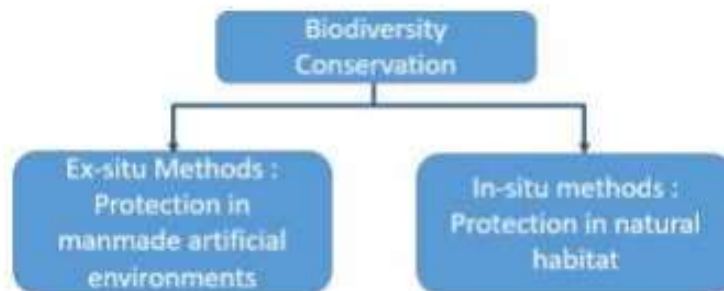 Biodiversity
Conservation
Ex-situ Methods :
Protection in
manmade artificial
environments
In-situ methods :
Protection in natural
habitat